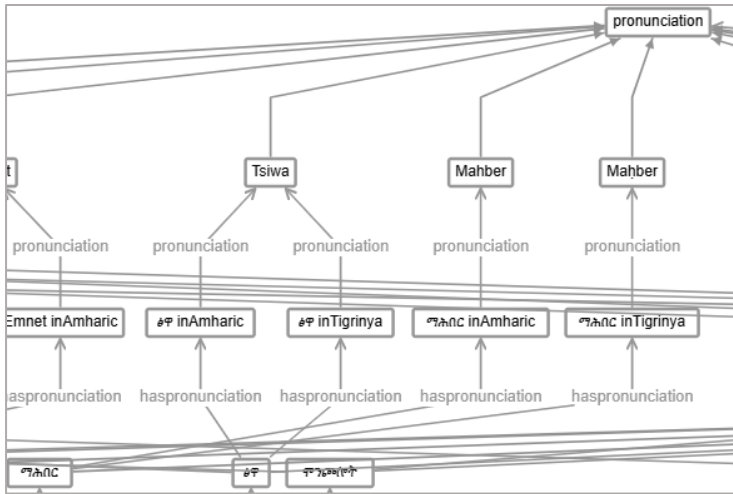 pronunciation
t
Tsiwa
Mahber
Maḥber
pronunciation
pronunciation
pronunciation
pronunciation
pronunciation
Emnet inAmharic
ፅዋ inAmharic
ፅዋ inTigrinya
ማሕበር inAmharic
ማሕበር inTigrinya
haspronunciation
haspronunciation
haspronunciation
haspronunciation
haspronunciation
ማሕበር
ፅዋ